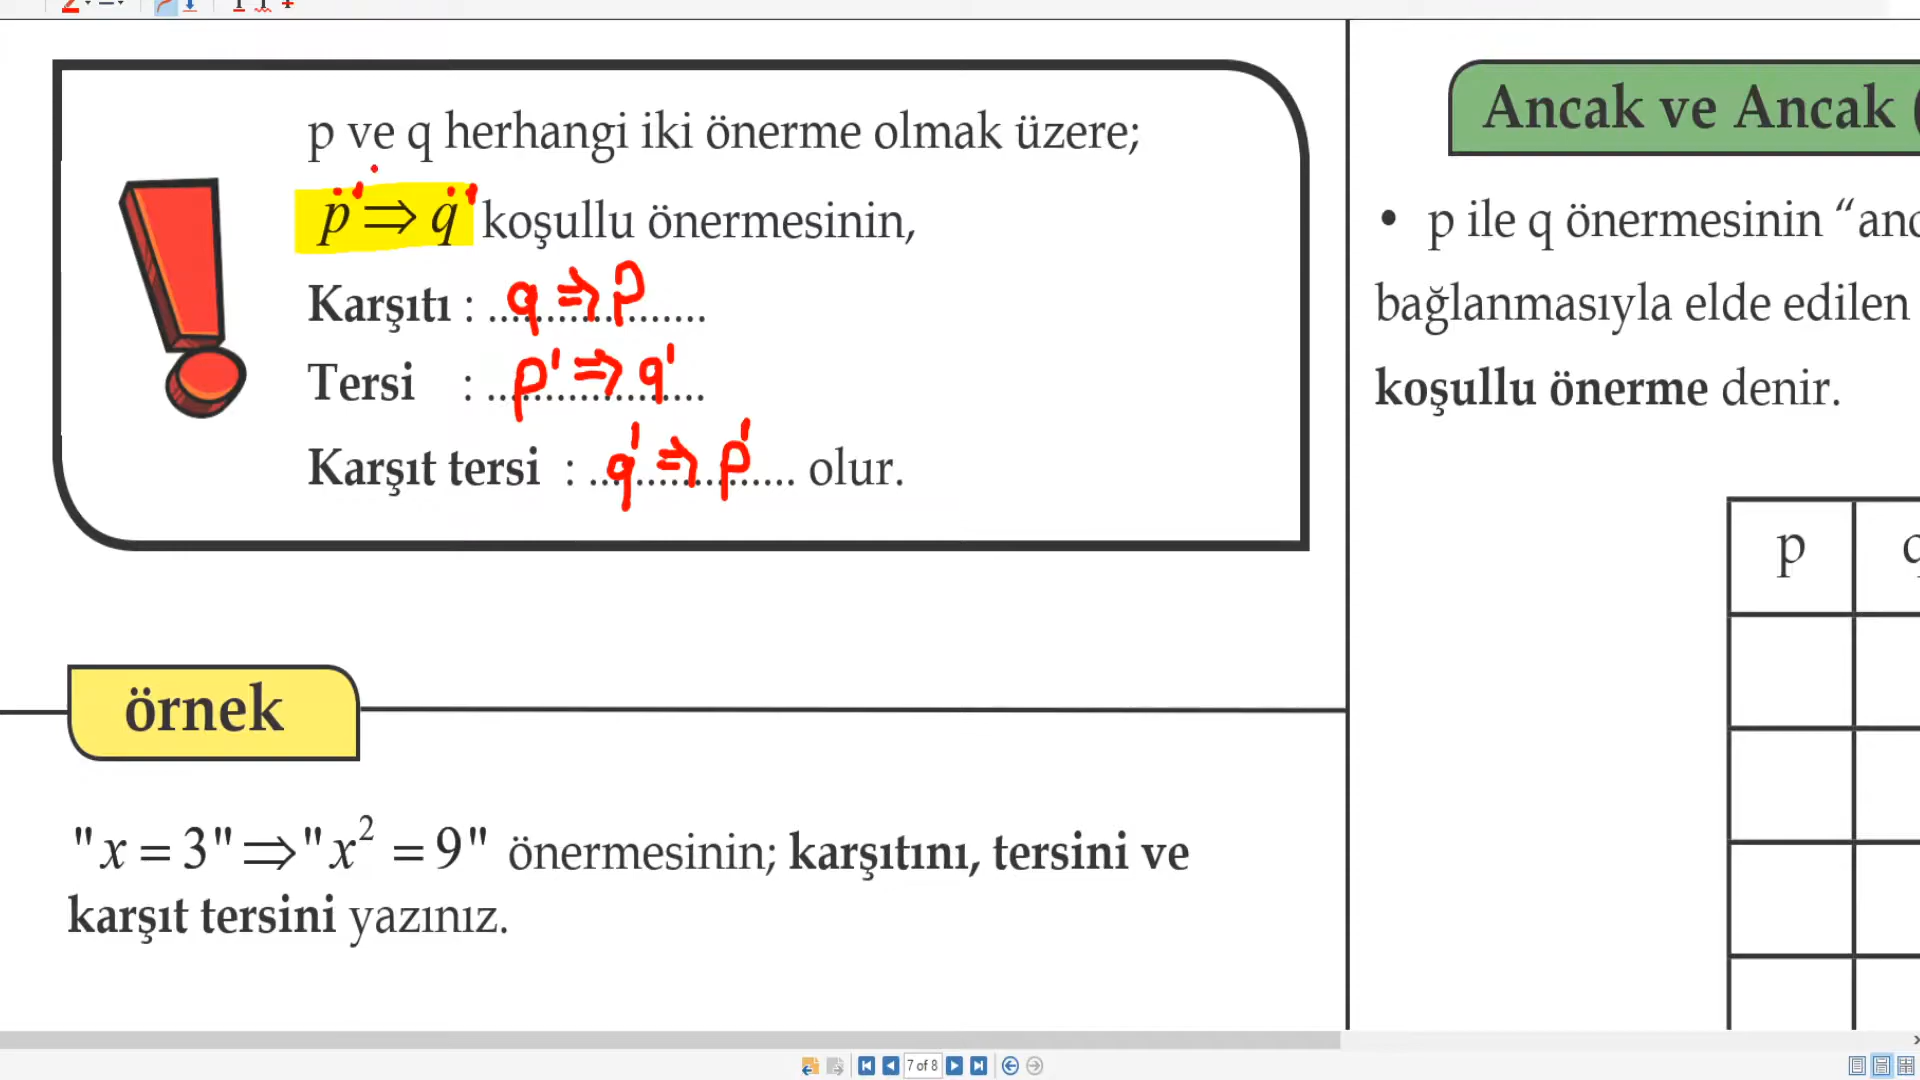 p ve q herhangi iki önerme olmak üzere;
p' ⇒ q' koşullu önermesinin,
Karşıtı : q ⇒ p
Tersi : p' ⇒ q'
Karşıt tersi : q' ⇒ p' olur.
örnek
"x = 3" ⇒ "x² = 9" önermesinin; karşıtını, tersini ve
karşıt tersini yazınız.
Ancak ve Ancak (
• p ile q önermesinin “anc
bağlanmasıyla elde edilen
koşullu önerme denir.
p
7 of 8